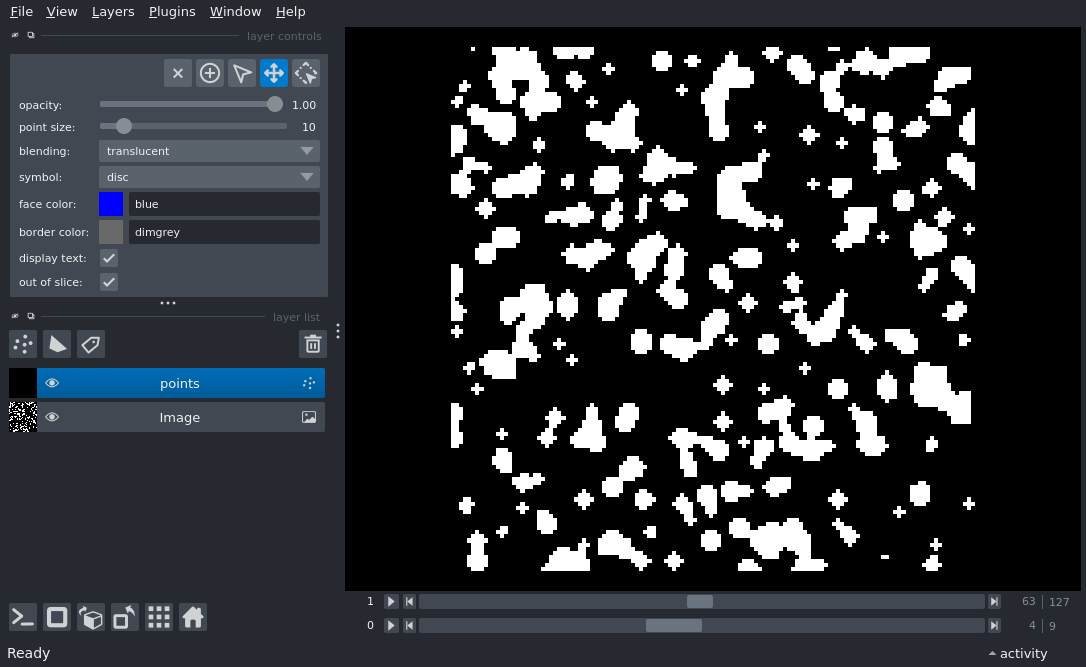 File View Layers Plugins Window Help
layer controls
opacity: 1.00
point size: 10
blending: translucent
symbol: disc
face color: blue
border color: dimgrey
display text:
out of slice:
layer list
points
Image
1 63 127
0 4 9
Ready activity